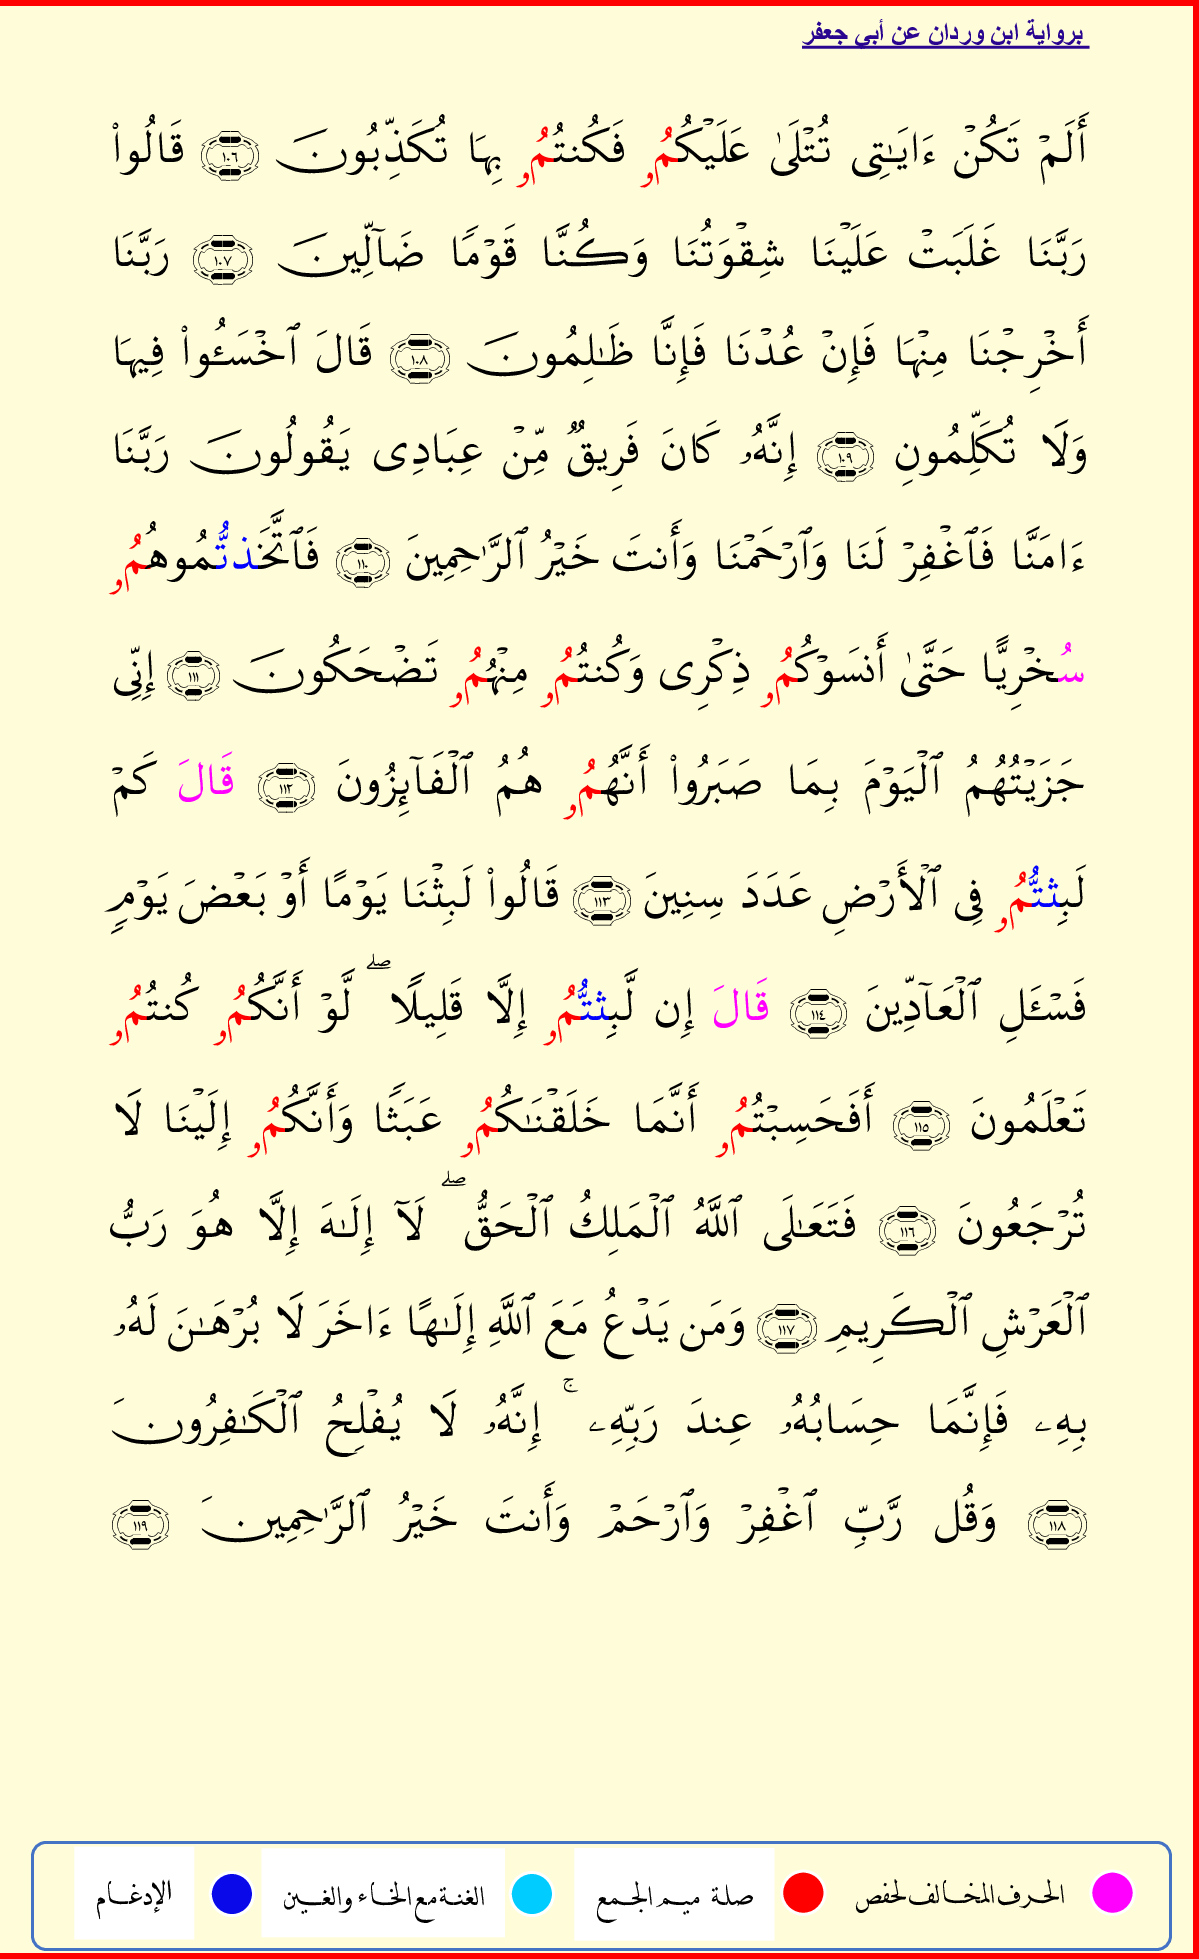 برواية ابن وردان عن أبي جعفر
أَلَمْ تَكُنْ ءَايَـٰتِى تُتْلَىٰ عَلَيْكُمُۥ فَكُنتُمُۥ بِهَا تُكَذِّبُونَ ١٠٦ قَالُوا۟
رَبَّنَا غَلَبَتْ عَلَيْنَا شِقْوَتُنَا وَكُنَّا قَوْمًا ضَآلِّينَ ١٠٧ رَبَّنَا
أَخْرِجْنَا مِنْهَا فَإِنْ عُدْنَا فَإِنَّا ظَـٰلِمُونَ ١٠٨ قَالَ ٱخْسَـُٔوا۟ فِيهَا
وَلَا تُكَلِّمُونِ ١٠٩ إِنَّهُۥ كَانَ فَرِيقٌ مِّنْ عِبَادِى يَقُولُونَ رَبَّنَا
ءَامَنَّا فَٱغْفِرْ لَنَا وَٱرْحَمْنَا وَأَنتَ خَيْرُ ٱلرَّٰحِمِينَ ١١٠ فَٱتَّخَذتُّمُوهُمُۥ
سُخْرِيًّا حَتَّىٰ أَنسَوْكُمُۥ ذِكْرِى وَكُنتُمُۥ مِنْهُمُۥ تَضْحَكُونَ ١١١ إِنِّى
جَزَيْتُهُمُ ٱلْيَوْمَ بِمَا صَبَرُوا۟ أَنَّهُمُۥ هُمُ ٱلْفَآئِزُونَ ١١٢ قَالَ كَمْ
لَبِثتُّمُۥ فِى ٱلْأَرْضِ عَدَدَ سِنِينَ ١١٣ قَالُوا۟ لَبِثْنَا يَوْمًا أَوْ بَعْضَ يَوْمٍ
فَسْـَٔلِ ٱلْعَآدِّينَ ١١٤ قَالَ إِن لَّبِثتُّمُۥ إِلَّا قَلِيلًا ۖ لَّوْ أَنَّكُمُۥ كُنتُمُۥ
تَعْلَمُونَ ١١٥ أَفَحَسِبْتُمُۥ أَنَّمَا خَلَقْنَـٰكُمُۥ عَبَثًا وَأَنَّكُمُۥ إِلَيْنَا لَا
تُرْجَعُونَ ١١٦ فَتَعَـٰلَى ٱللَّهُ ٱلْمَلِكُ ٱلْحَقُّ ۖ لَآ إِلَـٰهَ إِلَّا هُوَ رَبُّ
ٱلْعَرْشِ ٱلْكَرِيمِ ١١٧ وَمَن يَدْعُ مَعَ ٱللَّهِ إِلَـٰهًا ءَاخَرَ لَا بُرْهَـٰنَ لَهُۥ
بِهِۦ فَإِنَّمَا حِسَابُهُۥ عِندَ رَبِّهِۦ ۚ إِنَّهُۥ لَا يُفْلِحُ ٱلْكَـٰفِرُونَ
١١٨ وَقُل رَّبِّ ٱغْفِرْ وَٱرْحَمْ وَأَنتَ خَيْرُ ٱلرَّٰحِمِينَ ١١٩
الحرف المخالف لحفص صلة ميم الجمع الغنة مع الخاء والغين الإدغام